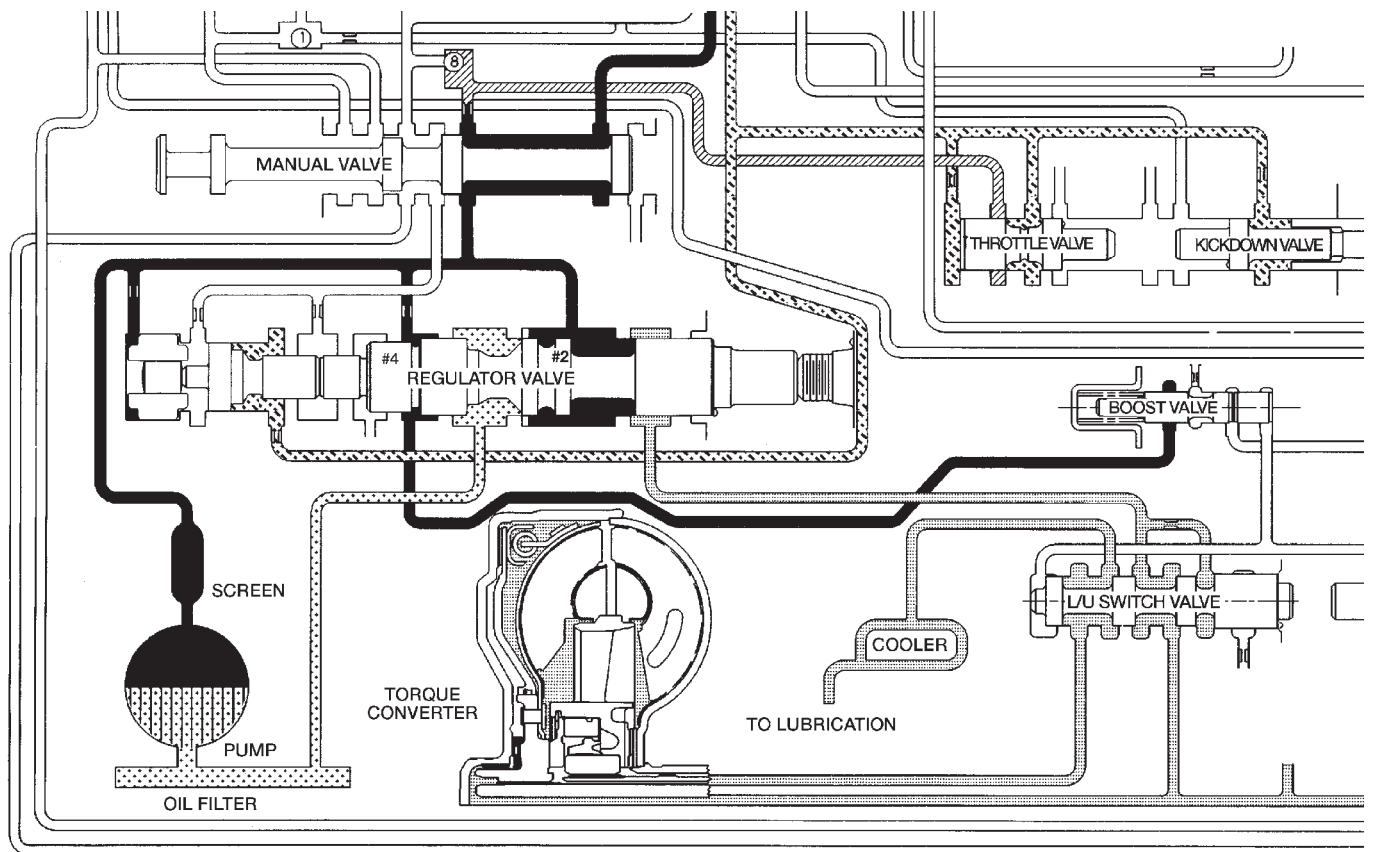 1
8
MANUAL VALVE
THROTTLE VALVE
KICKDOWN VALVE
#4
#2
REGULATOR VALVE
BOOST VALVE
SCREEN
L/U SWITCH VALVE
COOLER
TORQUE
CONVERTER
TO LUBRICATION
PUMP
OIL FILTER